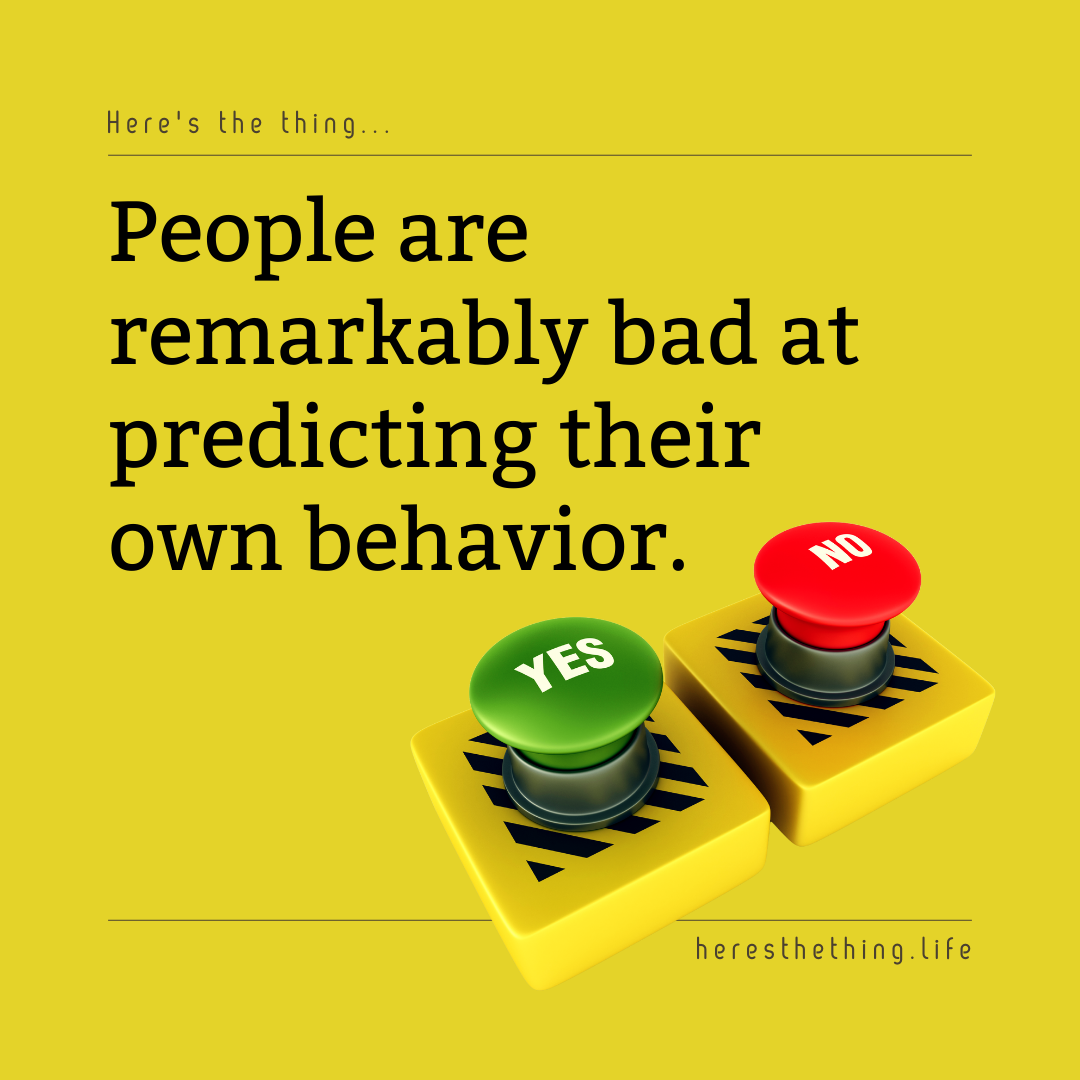 Here's the thing...
People are
remarkably bad at
predicting their
own behavior.
NO
YES
heresthething.life